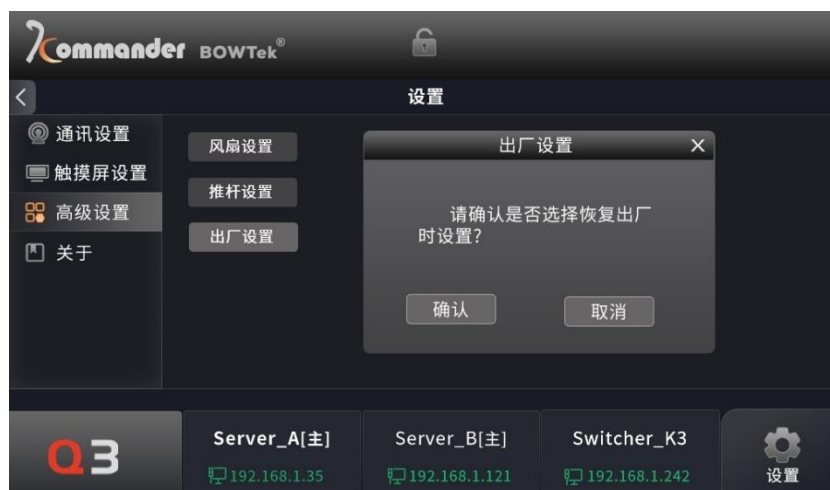 Kommander BOWTek®
设置
通讯设置
触摸屏设置
高级设置
关于
风扇设置
推杆设置
出厂设置
出厂设置 X
请确认是否选择恢复出厂
时设置?
确认 取消
Q3
Server_A[主]
192.168.1.35
Server_B[主]
192.168.1.121
Switcher_K3
192.168.1.242
设置